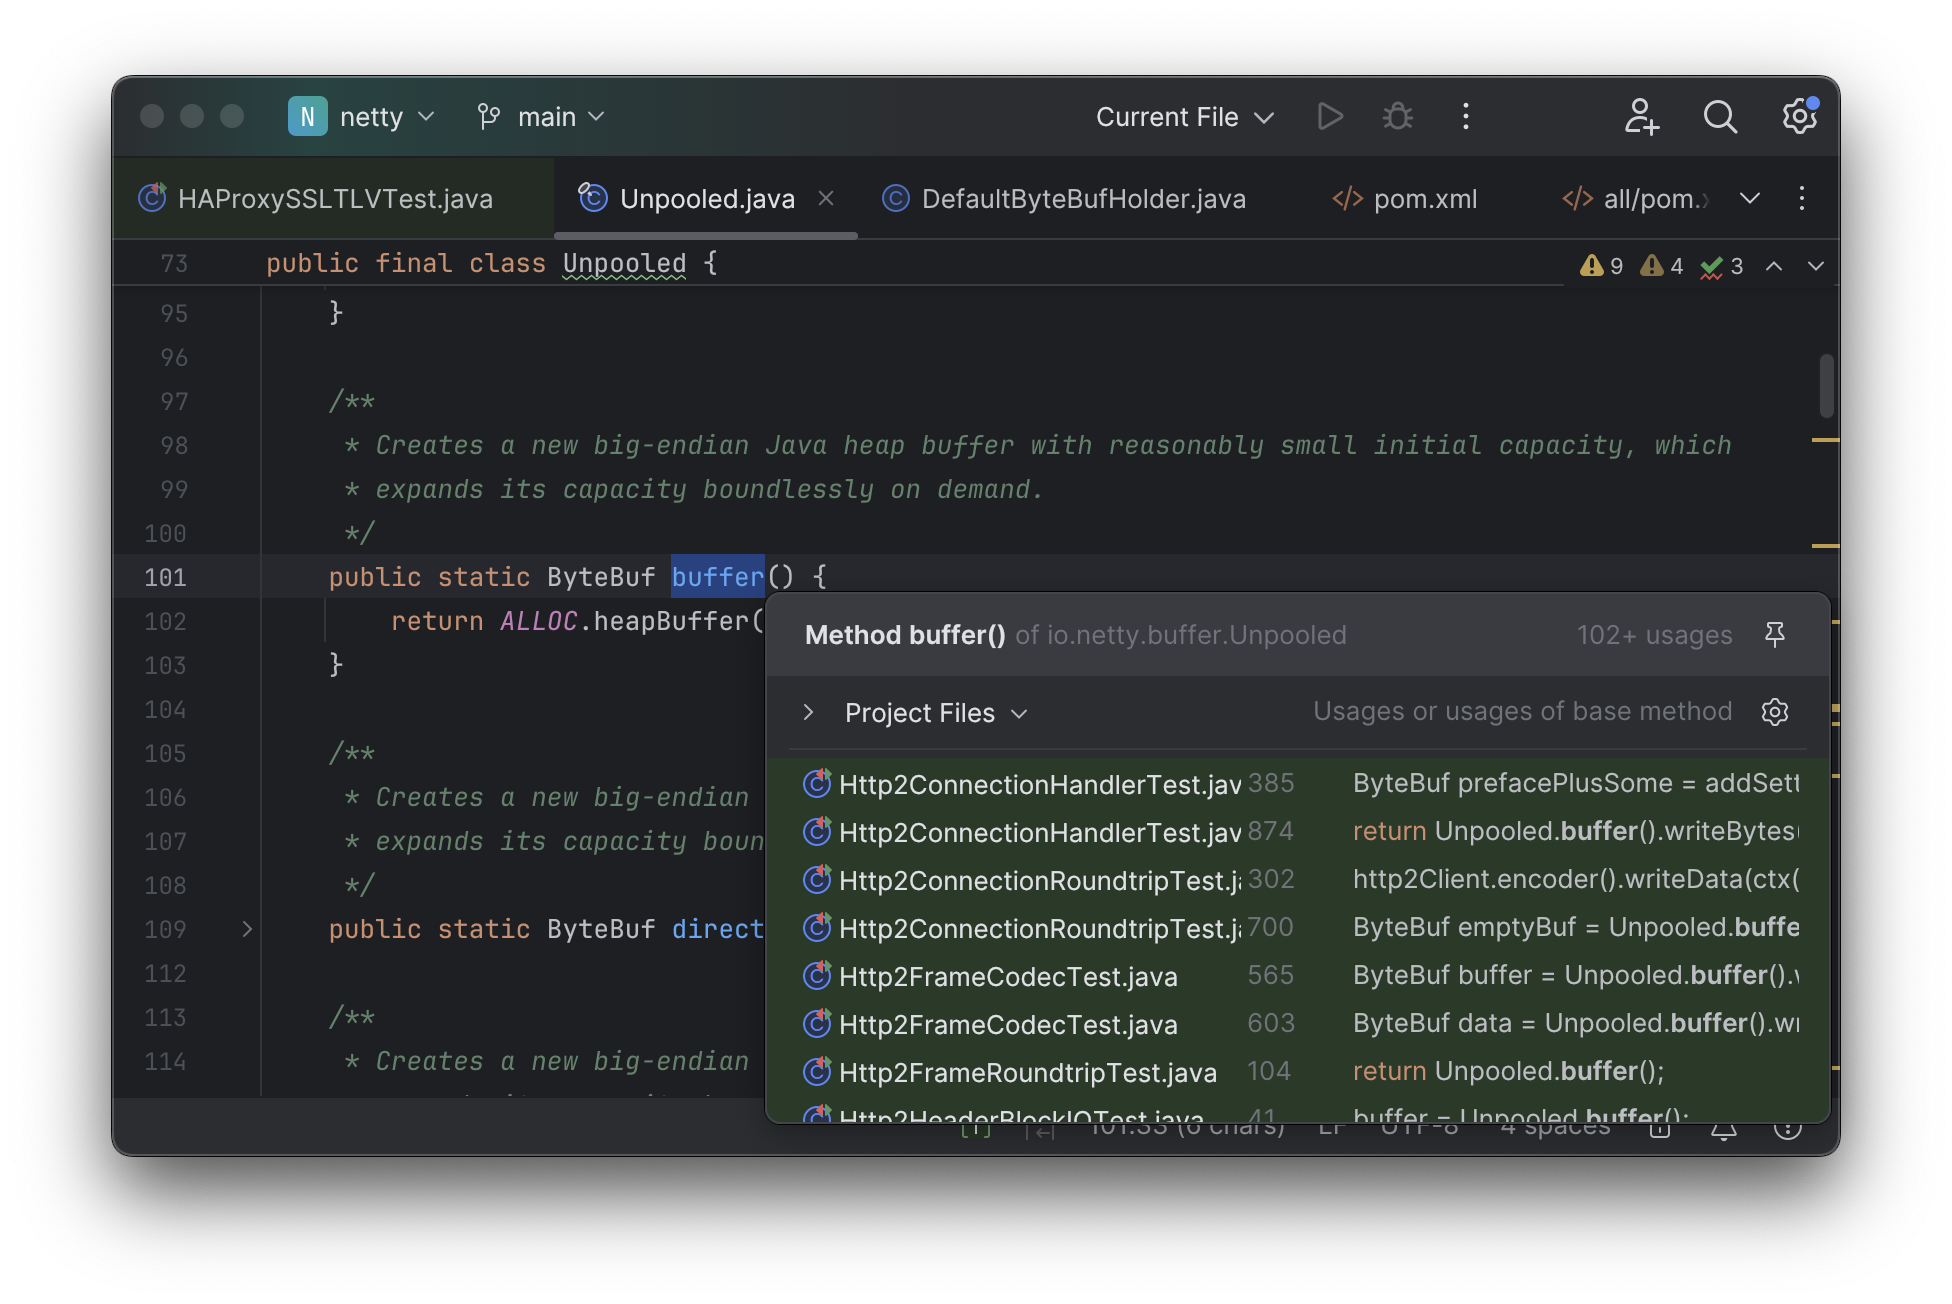 N netty main Current File
HAProxySSLTLVTest.java Unpooled.java DefaultByteBufHolder.java pom.xml all/pom.
73 public final class Unpooled { 9 4 3
95 }
96
97 /**
98 * Creates a new big-endian Java heap buffer with reasonably small initial capacity, which
99 * expands its capacity boundlessly on demand.
100 */
101 public static ByteBuf buffer() {
102 return ALLOC.heapBuffer(
103 }
104
105 /**
106 * Creates a new big-endian
107 * expands its capacity boun
108 */
109 public static ByteBuf direct
112
113 /**
114 * Creates a new big-endian
Method buffer() of io.netty.buffer.Unpooled 102+ usages
Project Files Usages or usages of base method
Http2ConnectionHandlerTest.jav 385 ByteBuf prefacePlusSome = addSett
Http2ConnectionHandlerTest.jav 874 return Unpooled.buffer().writeBytes(
Http2ConnectionRoundtripTest.ja 302 http2Client.encoder().writeData(ctx(
Http2ConnectionRoundtripTest.ja 700 ByteBuf emptyBuf = Unpooled.buffe
Http2FrameCodecTest.java 565 ByteBuf buffer = Unpooled.buffer().w
Http2FrameCodecTest.java 603 ByteBuf data = Unpooled.buffer().wr
Http2FrameRoundtripTest.java 104 return Unpooled.buffer();
Http2HeaderBlockIOTest.java 41 buffer = Unpooled.buffer();
101:33 (6 chars) LF UTF-8 4 spaces